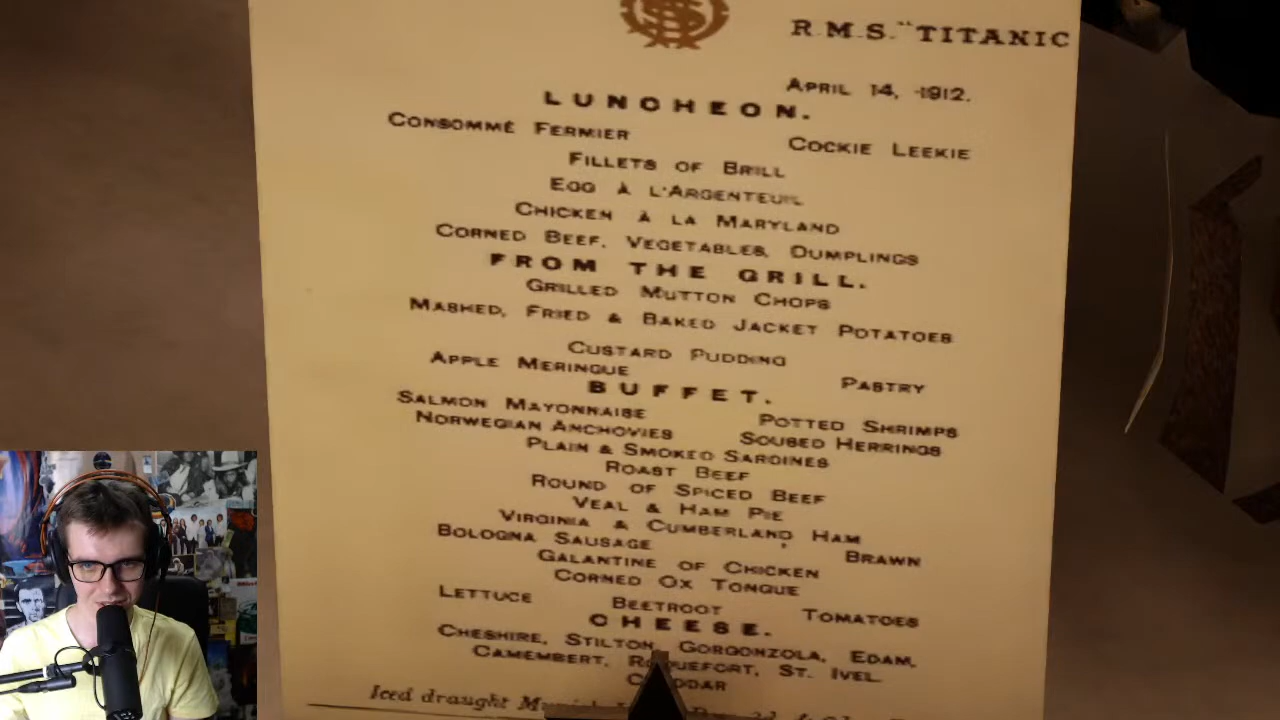 R.M.S. "TITANIC
APRIL 14, 1912.
LUNCHEON.
CONSOMMÉ FERMIER COCKIE LEEKIE
FILLETS OF BRILL
EGG À L'ARGENTEUIL
CHICKEN À LA MARYLAND
CORNED BEEF, VEGETABLES, DUMPLINGS
FROM THE GRILL.
GRILLED MUTTON CHOPS
MASHED, FRIED & BAKED JACKET POTATOES
CUSTARD PUDDING
APPLE MERINGUE PASTRY
BUFFET.
SALMON MAYONNAISE POTTED SHRIMPS
NORWEGIAN ANCHOVIES SOUSED HERRINGS
PLAIN & SMOKED SARDINES
ROAST BEEF
ROUND OF SPICED BEEF
VEAL & HAM PIE
VIRGINIA & CUMBERLAND HAM
BOLOGNA SAUSAGE BRAWN
GALANTINE OF CHICKEN
CORNED OX TONGUE
LETTUCE BEETROOT TOMATOES
CHEESE.
CHESHIRE, STILTON, GORGONZOLA, EDAM,
CAMEMBERT, ROQUEFORT, ST. IVEL.
CHEDDAR
Iced draught